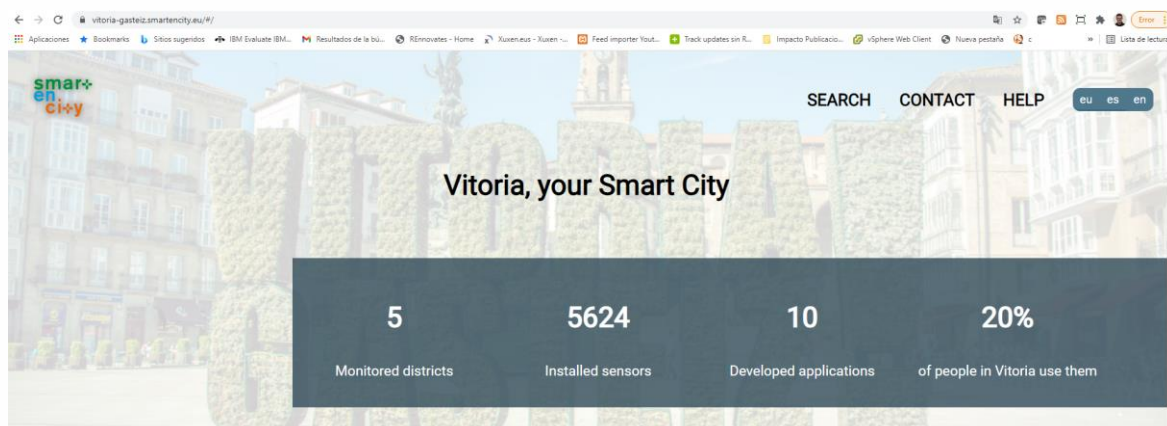 vitoria-gasteiz.smartencity.eu/#/
Error
Aplicaciones Bookmarks Sitios sugeridos IBM Evaluate IBM... Resultados de la bú... REnnovates - Home Xuxen.eus - Xuxen -... Feed importer Yout... Track updates sin R... Impacto Publicacio... vSphere Web Client Nueva pestaña c » Lista de lectur
smart
en.
city
SEARCH CONTACT HELP eu es en
Vitoria, your Smart City
5 5624 10 20%
Monitored districts Installed sensors Developed applications of people in Vitoria use them